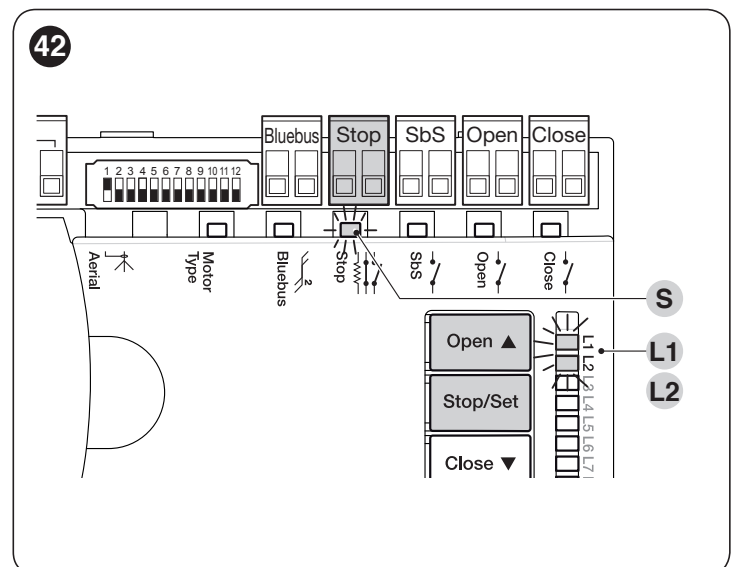 42
Bluebus Stop SbS Open Close
1 2 3 4 5 6 7 8 9 10 11 12
Aerial
Motor
Type
Bluebus
2
Stop
SbS
Open
Close
S
Open ▲
L1
L2
L3
L4
L5
L6
L7
L1
L2
Stop/Set
Close ▼